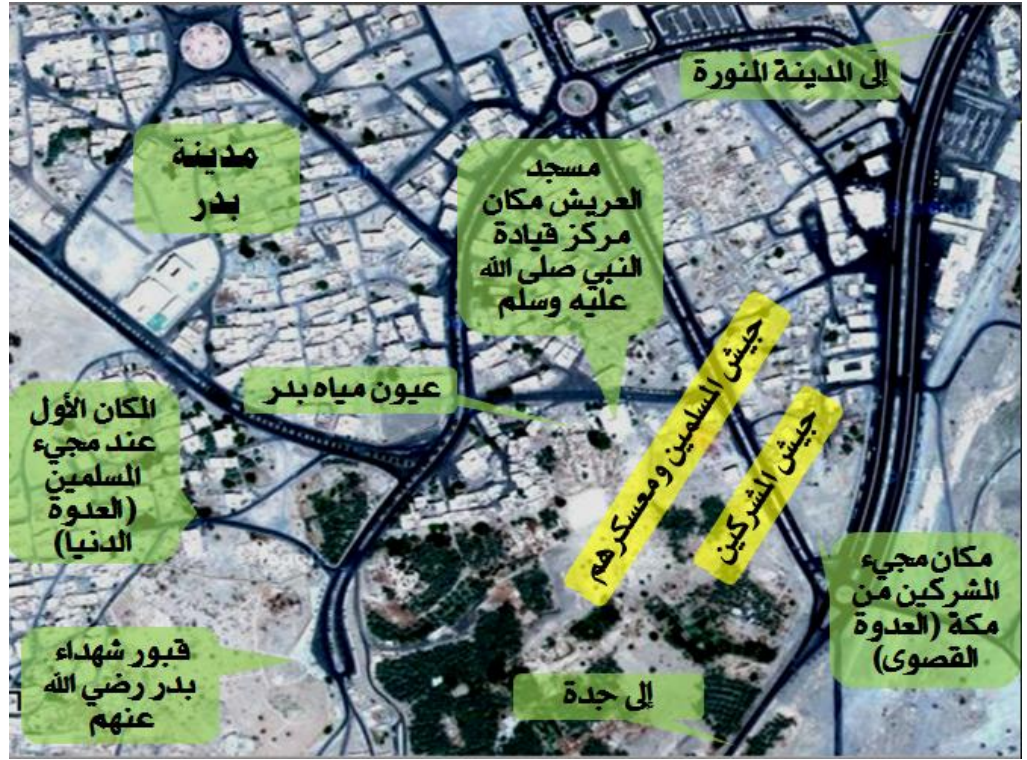 إلى المدينة المنورة
مدينة
بدر
مسجد
العريش مكان
مركز قيادة
النبي صلى الله
عليه وسلم
جيش المسلمين ومعسكرهم
جيش المشركين
عيون مياه بدر
المكان الأول
عند مجيء
المسلمين
(العدوة
الدنيا)
مكان مجيء
المشركين من
مكة (العدوة
القصوى)
قبور شهداء
بدر رضي الله
عنهم
إلى جدة